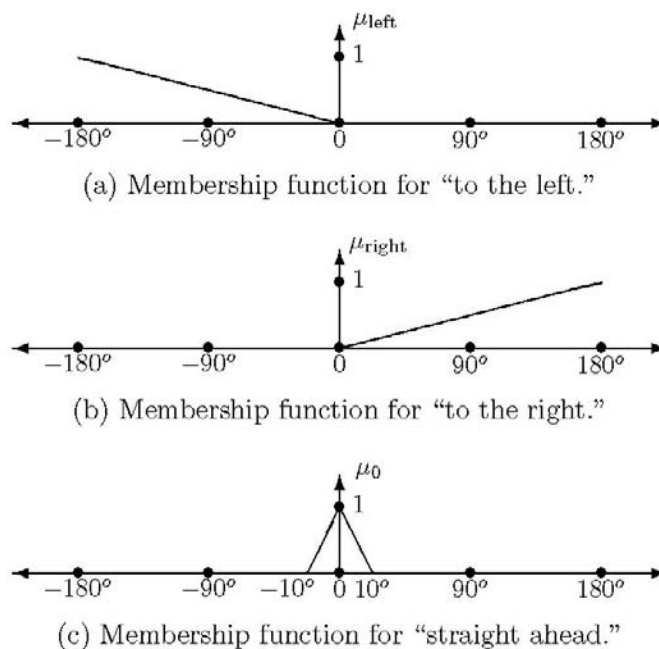 μleft
1
−180° −90° 0 90° 180°
(a) Membership function for “to the left.”
μright
1
−180° −90° 0 90° 180°
(b) Membership function for “to the right.”
μ0
1
−180° −90° −10° 0 10° 90° 180°
(c) Membership function for “straight ahead.”